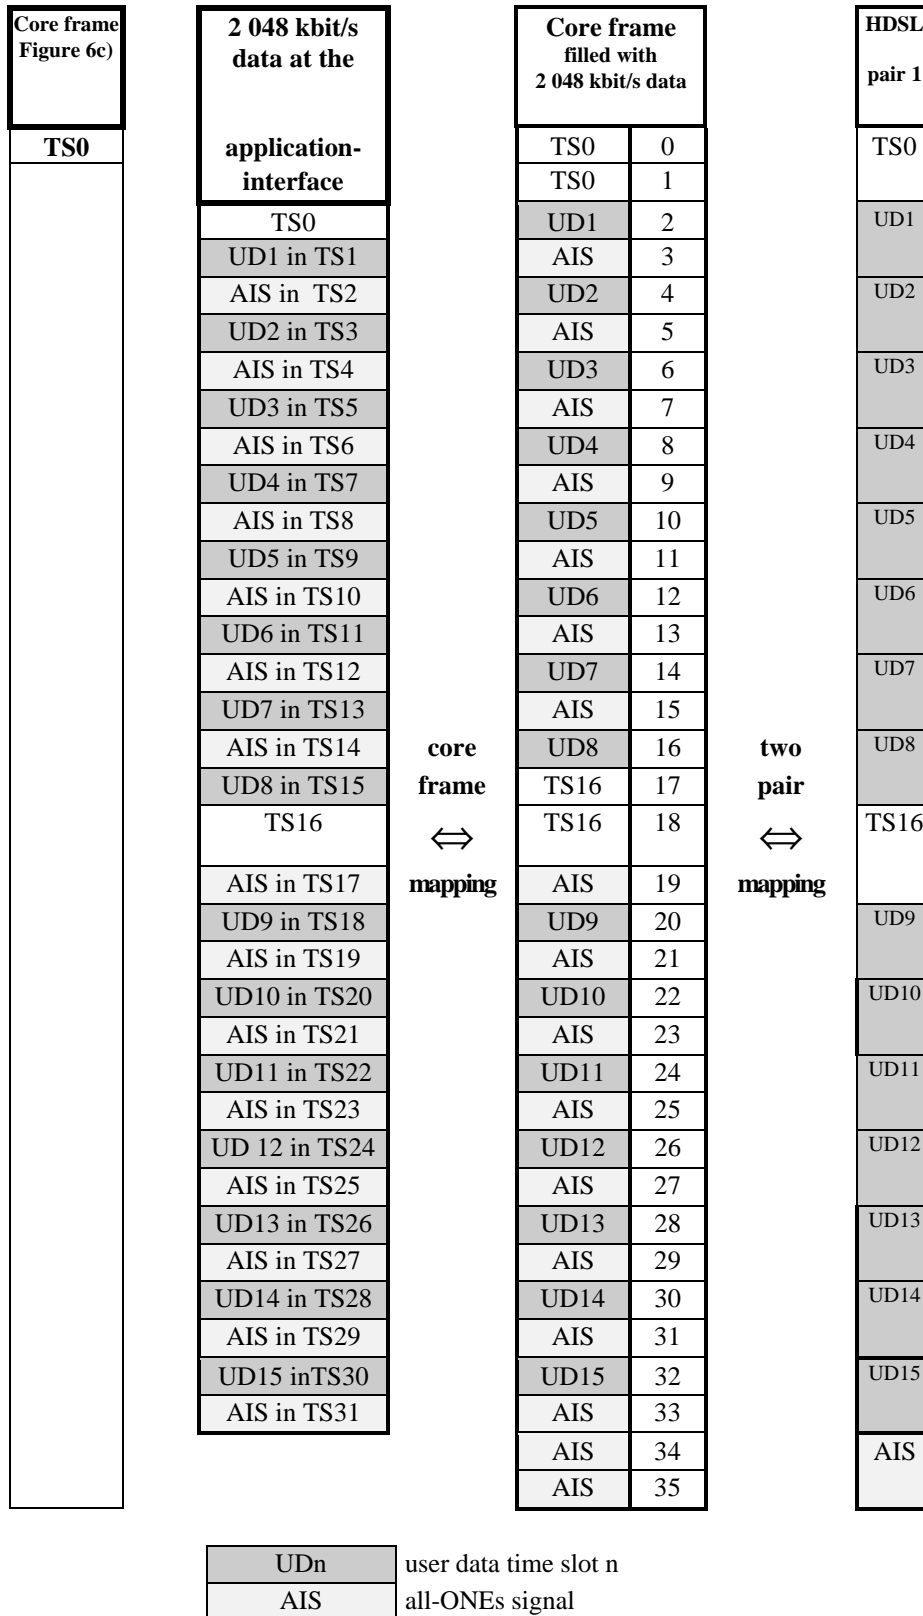 Core frame
Figure 6c)
TS0
2 048 kbit/s
data at the
application-
interface
TS0
UD1 in TS1
AIS in TS2
UD2 in TS3
AIS in TS4
UD3 in TS5
AIS in TS6
UD4 in TS7
AIS in TS8
UD5 in TS9
AIS in TS10
UD6 in TS11
AIS in TS12
UD7 in TS13
AIS in TS14
UD8 in TS15
TS16
AIS in TS17
UD9 in TS18
AIS in TS19
UD10 in TS20
AIS in TS21
UD11 in TS22
AIS in TS23
UD 12 in TS24
AIS in TS25
UD13 in TS26
AIS in TS27
UD14 in TS28
AIS in TS29
UD15 inTS30
AIS in TS31
core
frame
⇔
mapping
Core frame
filled with
2 048 kbit/s data
TS0 0
TS0 1
UD1 2
AIS 3
UD2 4
AIS 5
UD3 6
AIS 7
UD4 8
AIS 9
UD5 10
AIS 11
UD6 12
AIS 13
UD7 14
AIS 15
UD8 16
TS16 17
TS16 18
AIS 19
UD9 20
AIS 21
UD10 22
AIS 23
UD11 24
AIS 25
UD12 26
AIS 27
UD13 28
AIS 29
UD14 30
AIS 31
UD15 32
AIS 33
AIS 34
AIS 35
two
pair
⇔
mapping
HDSL
pair 1
TS0
UD1
UD2
UD3
UD4
UD5
UD6
UD7
UD8
TS16
UD9
UD10
UD11
UD12
UD13
UD14
UD15
AIS
UDn user data time slot n
AIS all-ONEs signal